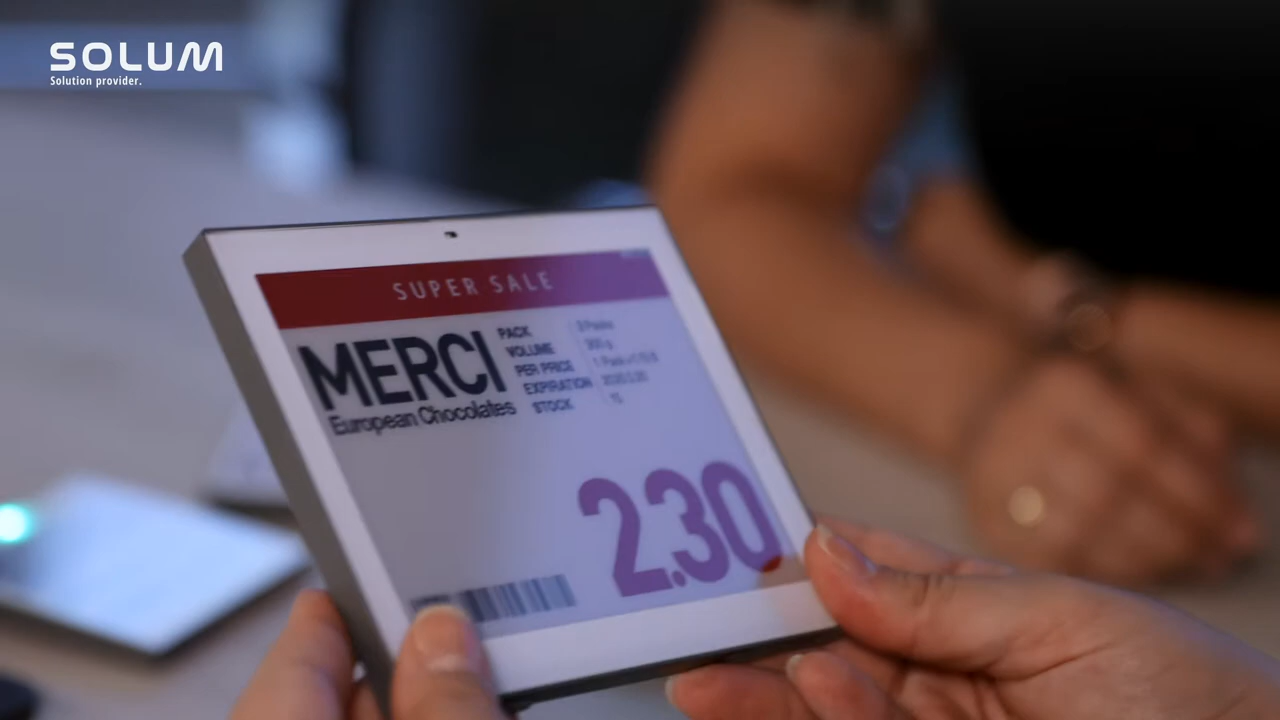 SOLUM
Solution provider.
SUPER SALE
MERCI
European Chocolates
PACK
VOLUME
PER PRICE
EXPIRATION
STOCK
2.30